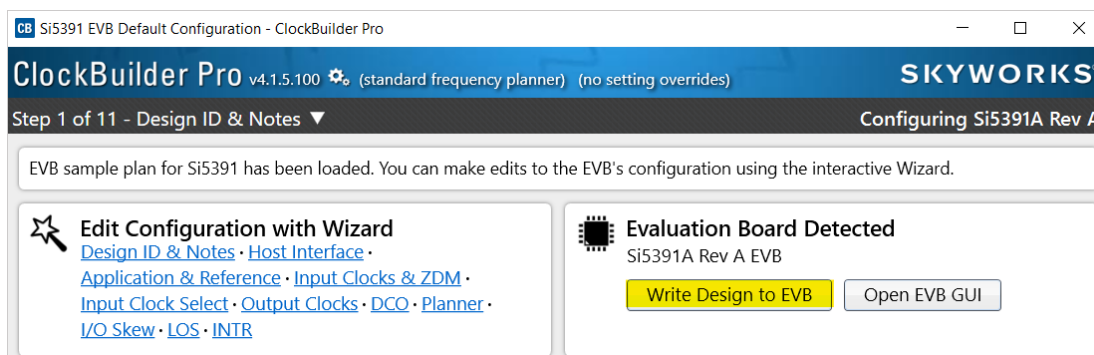 CB Si5391 EVB Default Configuration - ClockBuilder Pro
ClockBuilder Pro v4.1.5.100 (standard frequency planner) (no setting overrides) SKYWORKS
Step 1 of 11 - Design ID & Notes ▼ Configuring Si5391A Rev A
EVB sample plan for Si5391 has been loaded. You can make edits to the EVB's configuration using the interactive Wizard.
Edit Configuration with Wizard
Design ID & Notes · Host Interface ·
Application & Reference · Input Clocks & ZDM ·
Input Clock Select · Output Clocks · DCO · Planner ·
I/O Skew · LOS · INTR
Evaluation Board Detected
Si5391A Rev A EVB
Write Design to EVB Open EVB GUI